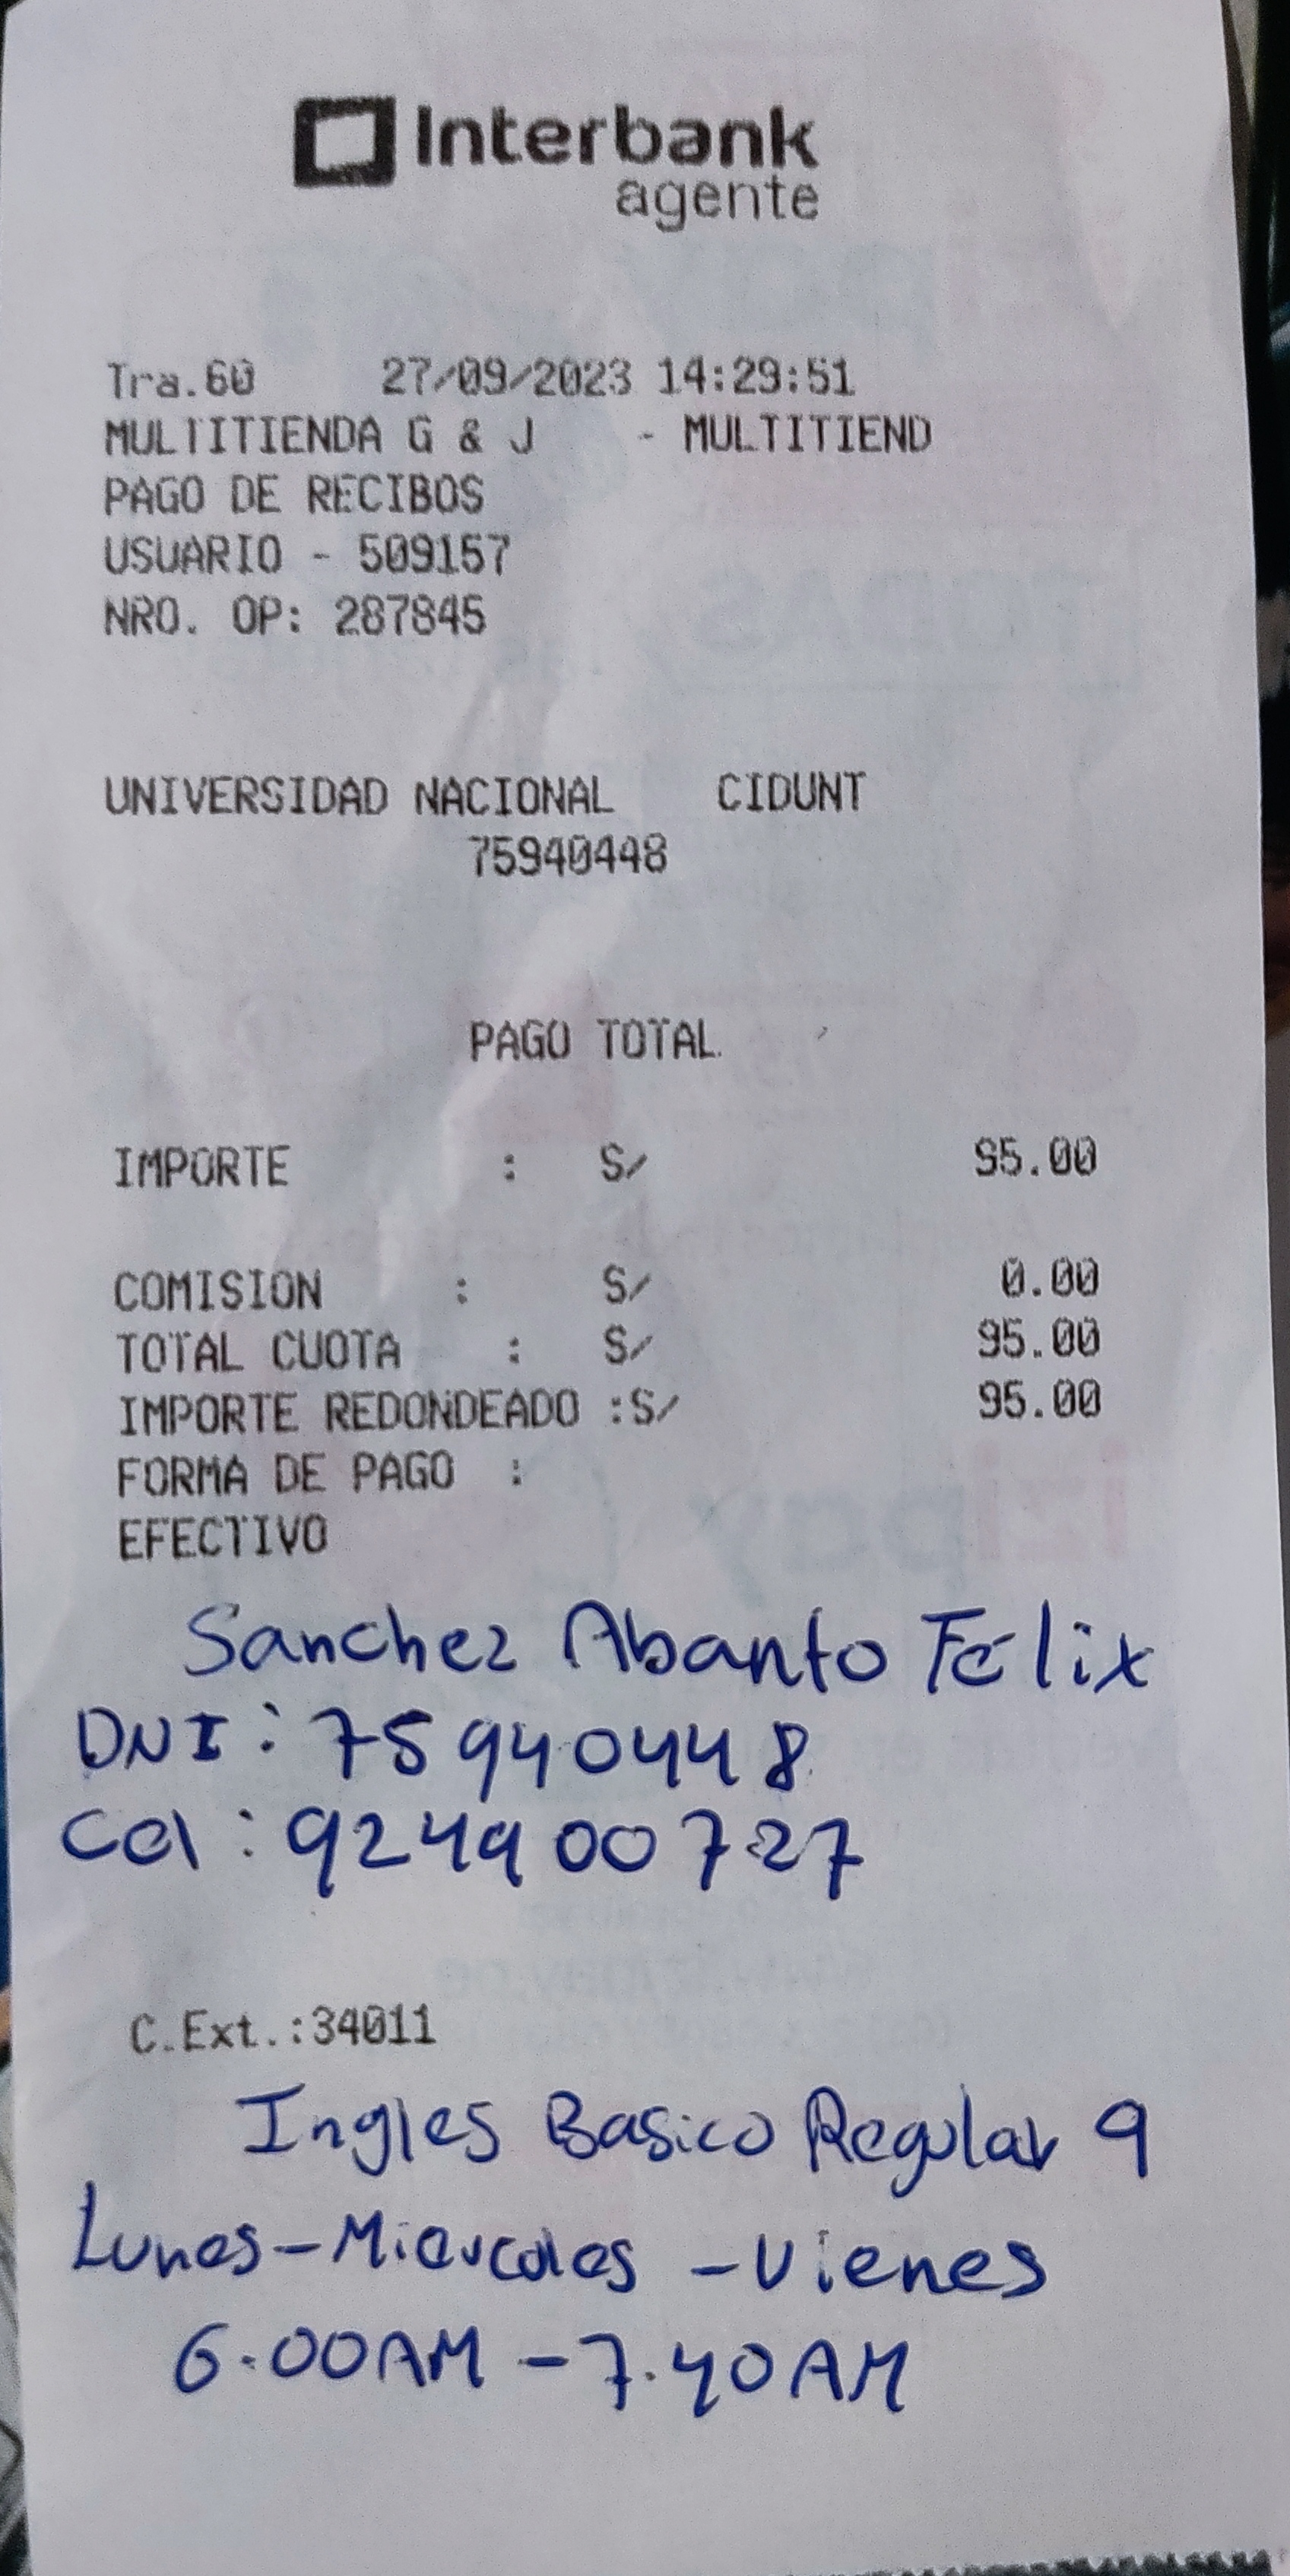 Interbank
agente
Tra.60 27/09/2023 14:29:51
MULTITIENDA G & J - MULTITIEND
PAGO DE RECIBOS
USUARIO - 509157
NRO. OP: 287845
UNIVERSIDAD NACIONAL CIDUNT
75940448
PAGO TOTAL
IMPORTE : S/ 95.00
COMISION : S/ 0.00
TOTAL CUOTA : S/ 95.00
IMPORTE REDONDEADO :S/ 95.00
FORMA DE PAGO :
EFECTIVO
Sanchez Abanto Félix
DNI: 75940448
Cel: 924900727
C.Ext.:34011
Ingles Basico Regular 9
Lunes-Miercoles -Vienes
6.00AM - 7.40AM